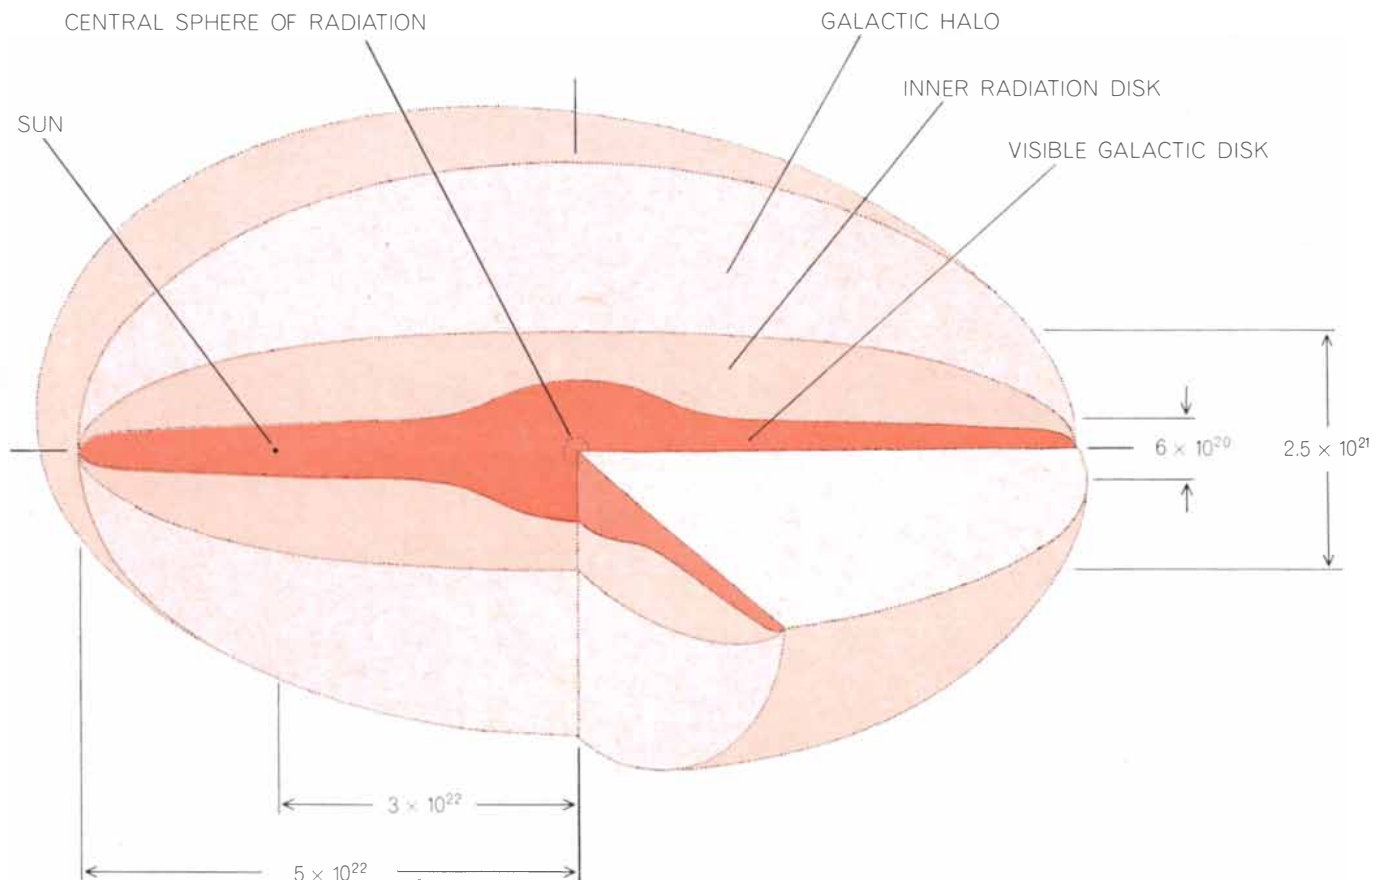 CENTRAL SPHERE OF RADIATION
GALACTIC HALO
INNER RADIATION DISK
SUN
VISIBLE GALACTIC DISK
6 × 10²⁰
2.5 × 10²¹
3 × 10²²
5 × 10²²